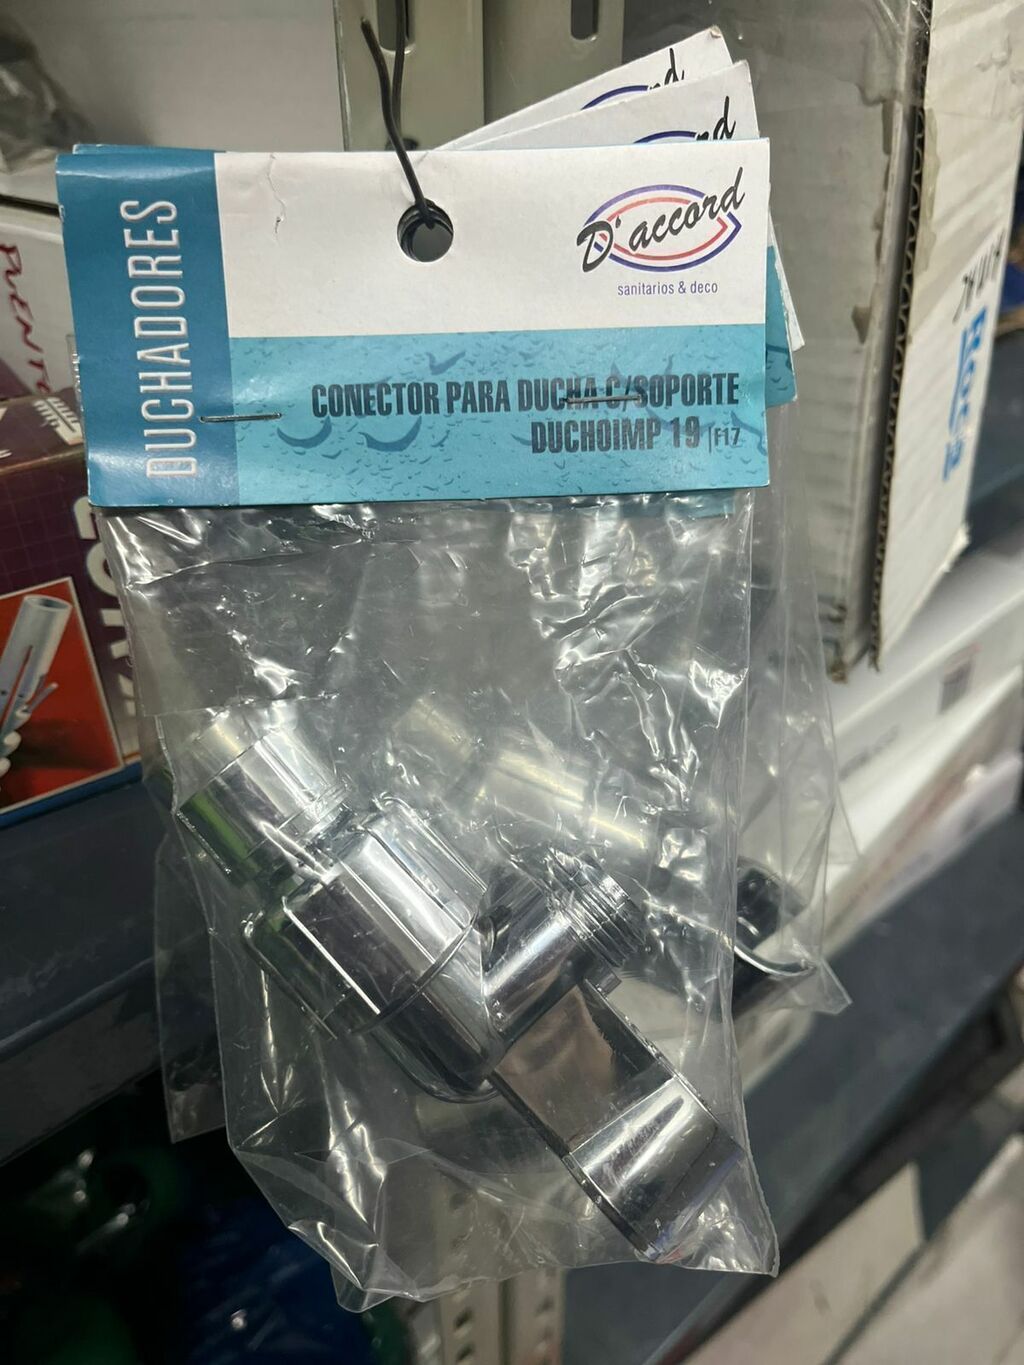 DUCHADORES
D'accord
sanitarios & deco
CONECTOR PARA DUCHA C/SOPORTE
DUCHOIMP 19 |F17